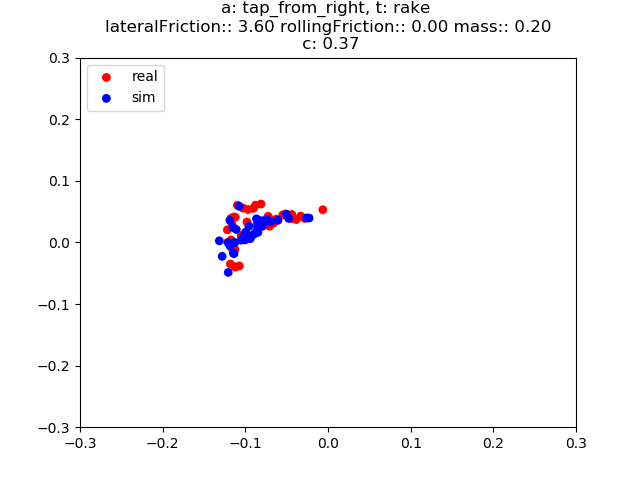 a: tap_from_right, t: rake
lateralFriction:: 3.60 rollingFriction:: 0.00 mass:: 0.20
c: 0.37
real
sim
0.3
0.2
0.1
0.0
−0.1
−0.2
−0.3
−0.3 −0.2 −0.1 0.0 0.1 0.2 0.3